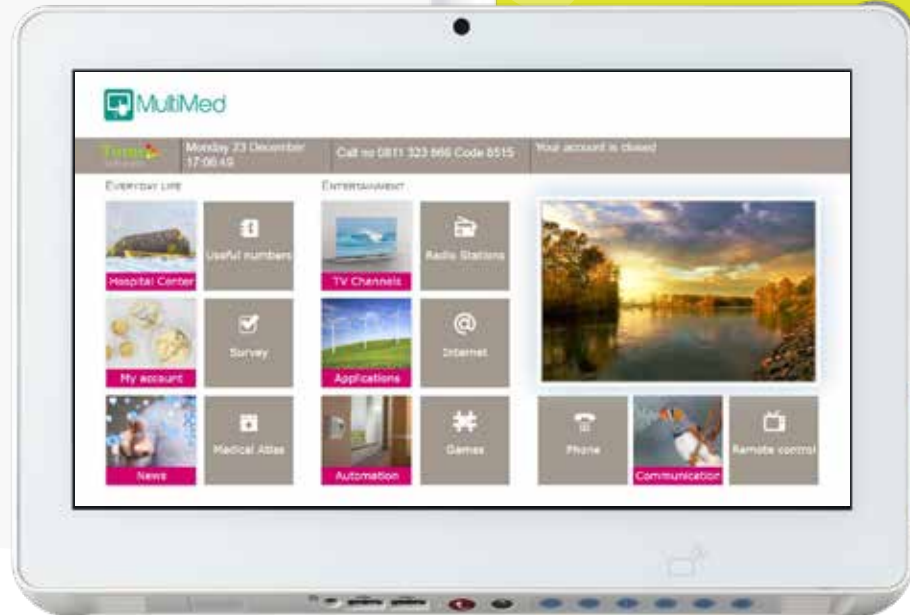 MultiMed
Monday 23 December
17:06:49
Call no 0811 323 666 Code 8515
Your account is closed
EVERYDAY LIFE
ENTERTAINMENT
Hospital Center
Useful numbers
TV Channels
Radio Stations
My account
Survey
Applications
Internet
News
Medical Atlas
Automation
Games
Phone
Communication
Remote control